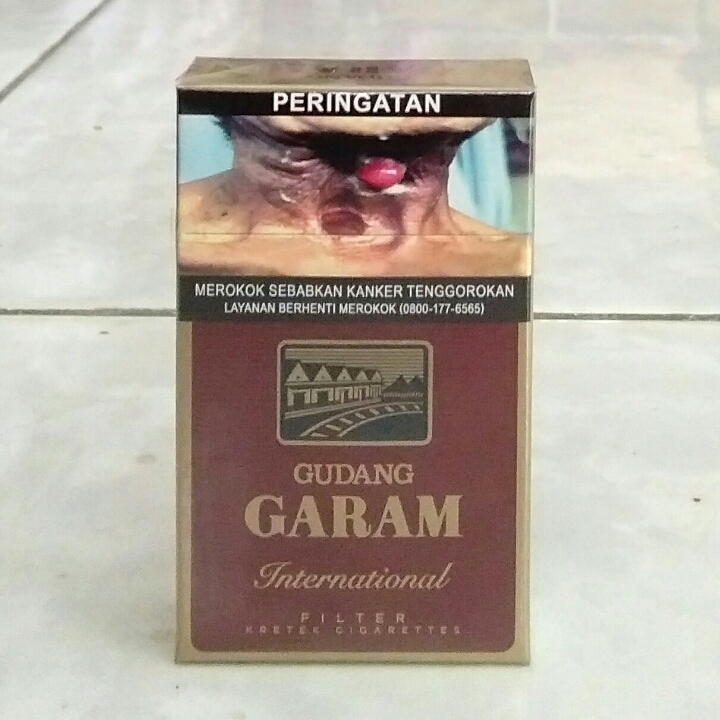 PERINGATAN
MEROKOK SEBABKAN KANKER TENGGOROKAN
LAYANAN BERHENTI MEROKOK (0800-177-6565)
GUDANG
GARAM
International
FILTER
KRETEK CIGARETTES